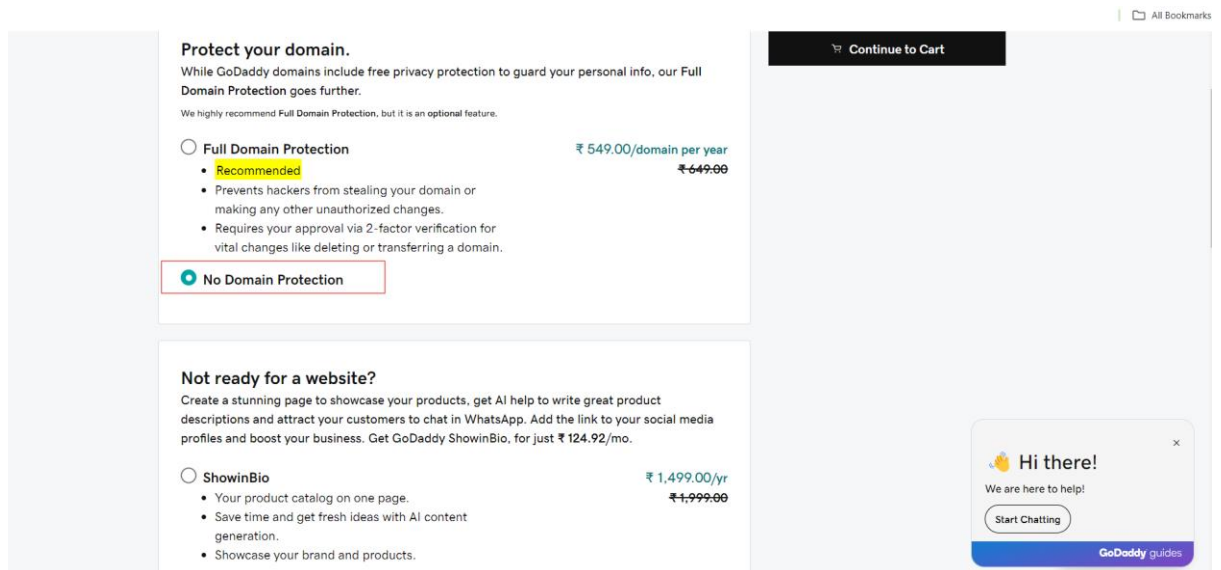 All Bookmarks
Protect your domain.
While GoDaddy domains include free privacy protection to guard your personal info, our Full
Domain Protection goes further.
We highly recommend Full Domain Protection, but it is an optional feature.
Full Domain Protection
₹ 549.00/domain per year
• Recommended
₹ 649.00
• Prevents hackers from stealing your domain or
making any other unauthorized changes.
• Requires your approval via 2-factor verification for
vital changes like deleting or transferring a domain.
No Domain Protection
Continue to Cart
Not ready for a website?
Create a stunning page to showcase your products, get AI help to write great product
descriptions and attract your customers to chat in WhatsApp. Add the link to your social media
profiles and boost your business. Get GoDaddy ShowinBio, for just ₹ 124.92/mo.
ShowinBio
₹ 1,499.00/yr
• Your product catalog on one page.
₹1,999.00
• Save time and get fresh ideas with AI content
generation.
• Showcase your brand and products.
×
👋 Hi there!
We are here to help!
Start Chatting
GoDaddy guides